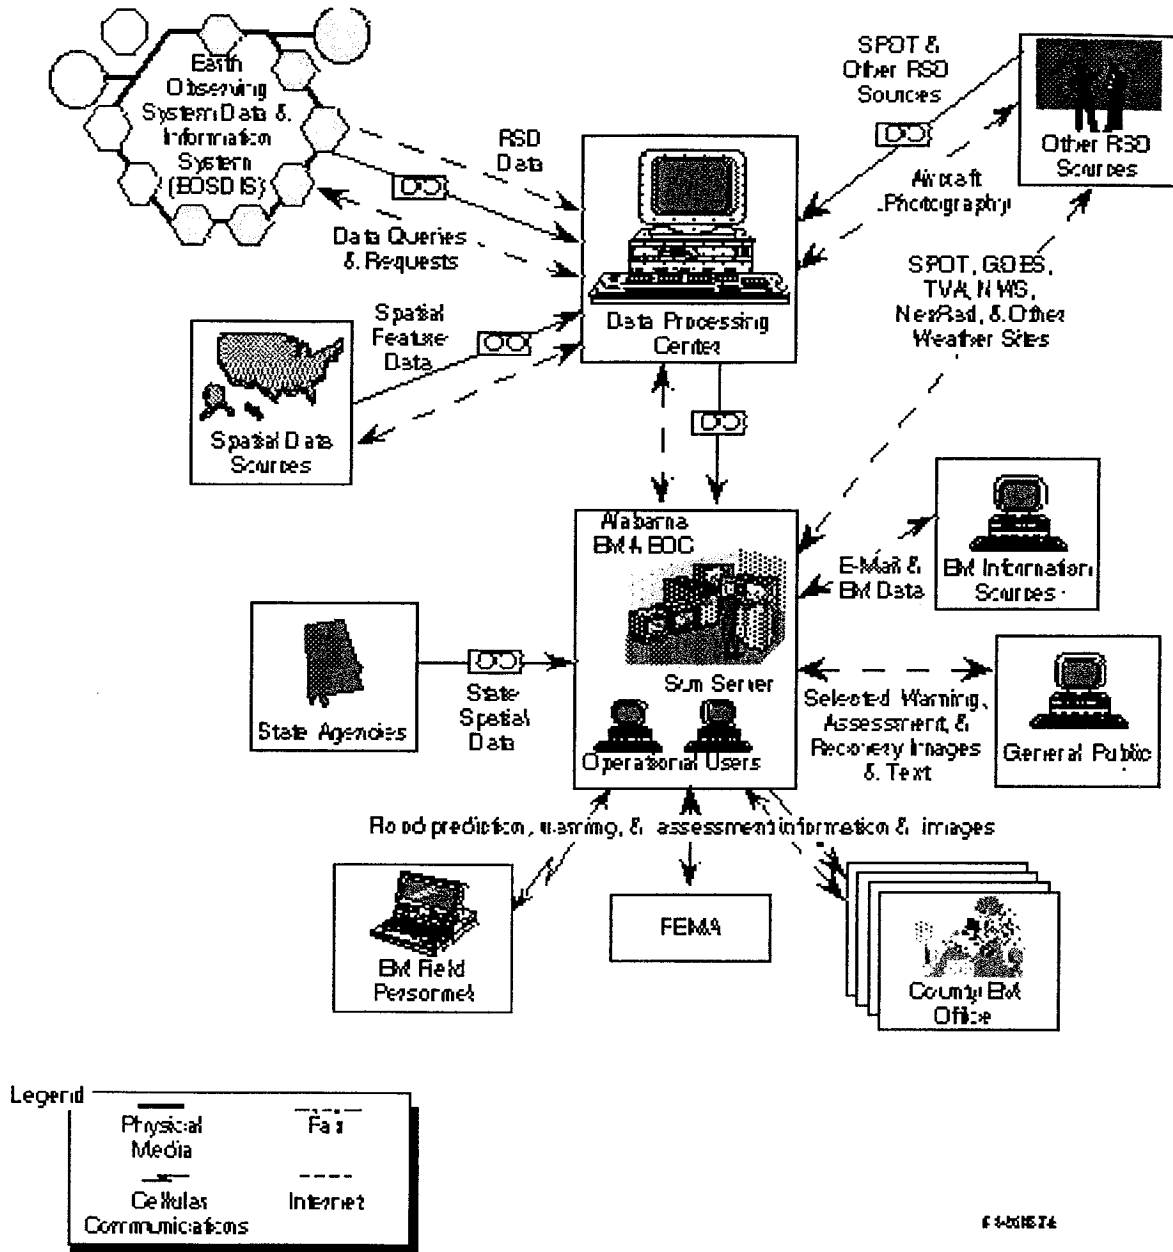 Earth
Observing
System Data &
Information
System
(EOSDIS)
RSD
Data
Data Queries
& Requests
SPOT &
Other RSD
Sources
Other RSD
Sources
Aircraft
Photography
Data Processing
Center
SPOT, GOES,
TVA, NWS,
NexRad, & Other
Weather Sites
Spatial
Feature
Data
Spatial Data
Sources
Alabama
EMA EOC
Sun Server
Operational Users
E-Mail &
EM Data
EM Information
Sources
State Agencies
State
Spatial
Data
Selected Warning,
Assessment, &
Recovery Images
& Text
General Public
Flood prediction, warning, & assessment information & images
EM Field
Personnel
FEMA
County EM
Office
Legend
Physical
Media
Fax
Cellular
Communications
Internet